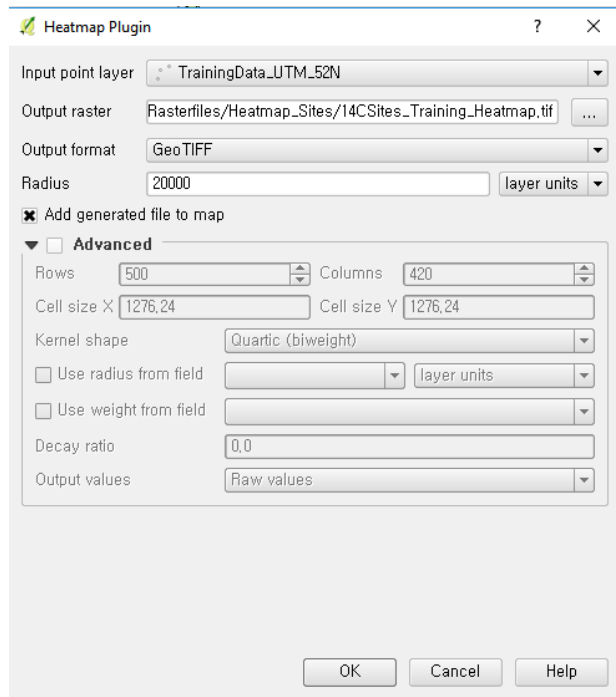 Heatmap Plugin ?
Input point layer TrainingData_UTM_52N
Output raster Rasterfiles/Heatmap_Sites/14CSites_Training_Heatmap.tif ...
Output format GeoTIFF
Radius 20000 layer units
Add generated file to map
Advanced
Rows 500 Columns 420
Cell size X 1276,24 Cell size Y 1276,24
Kernel shape Quartic (biweight)
Use radius from field layer units
Use weight from field
Decay ratio 0,0
Output values Raw values
OK Cancel Help